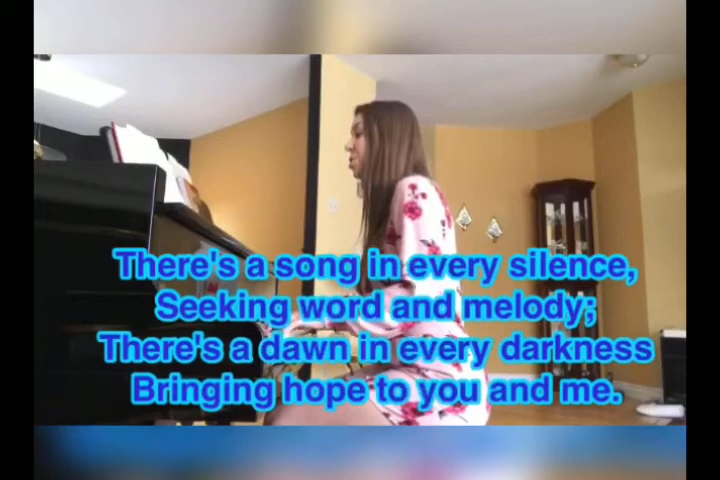 There's a song in every silence,
Seeking word and melody;
There's a dawn in every darkness
Bringing hope to you and me.